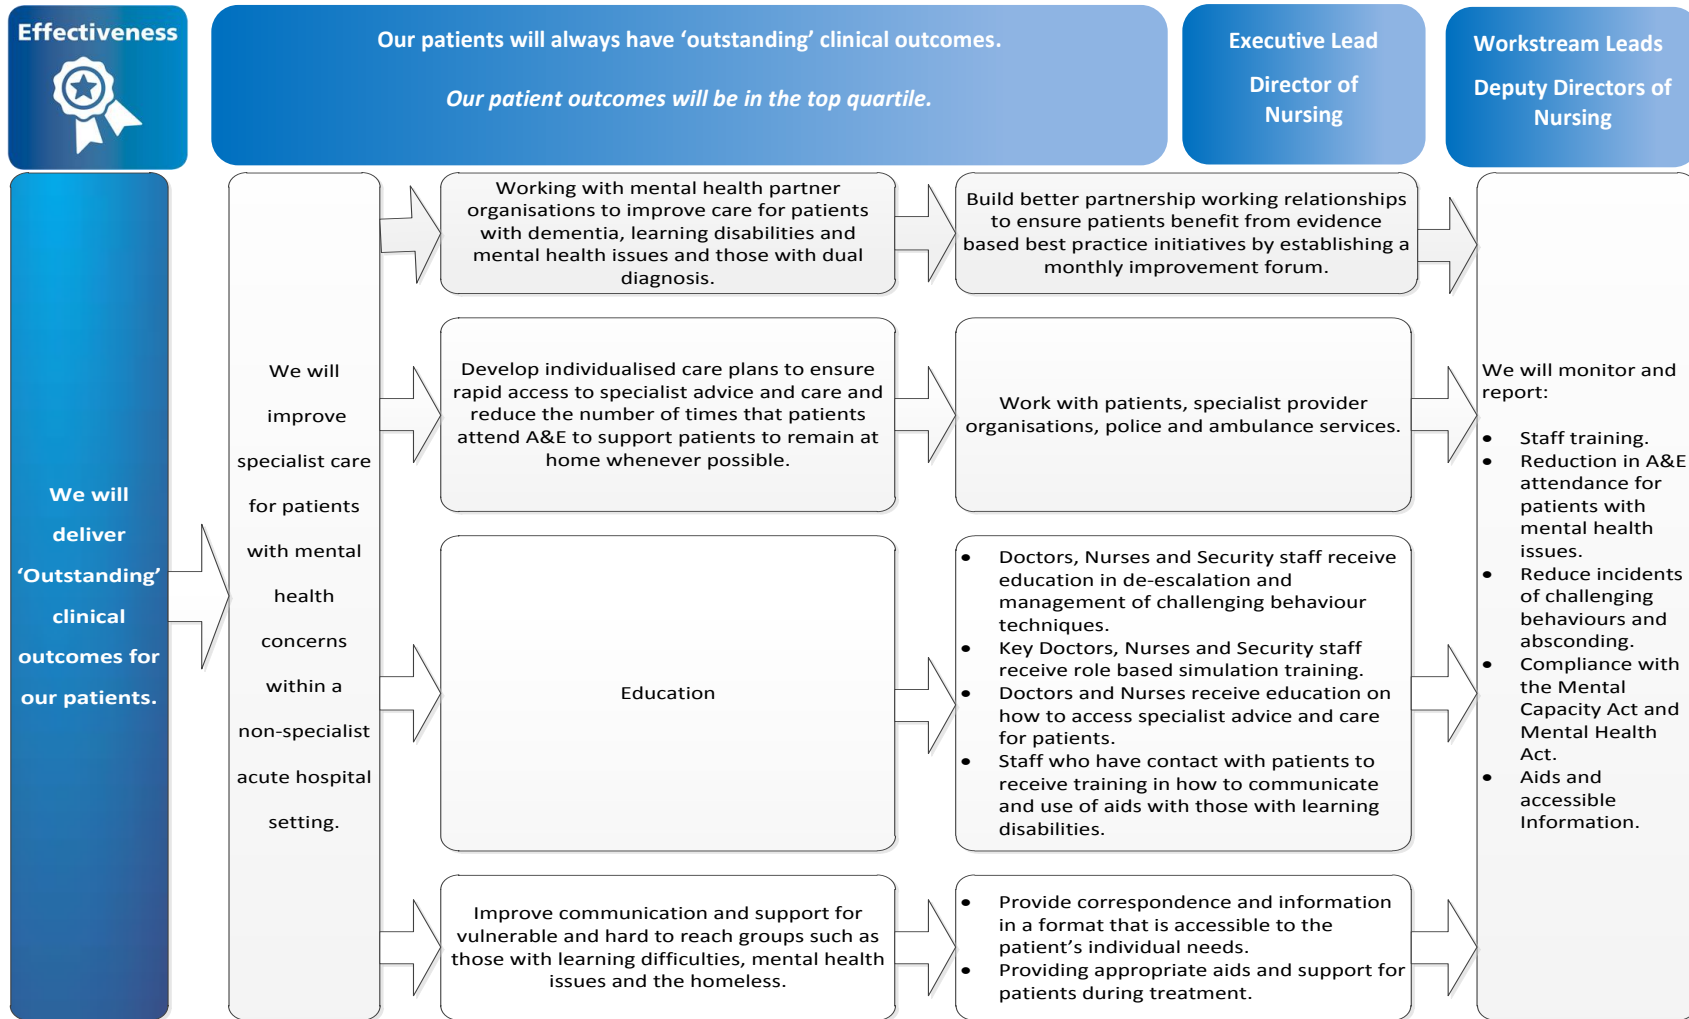 Effectiveness
Our patients will always have ‘outstanding’ clinical outcomes.
Our patient outcomes will be in the top quartile.
Executive Lead
Director of
Nursing
Workstream Leads
Deputy Directors of
Nursing
We will
deliver
‘Outstanding’
clinical
outcomes for
our patients.
We will
improve
specialist care
for patients
with mental
health
concerns
within a
non-specialist
acute hospital
setting.
Working with mental health partner
organisations to improve care for patients
with dementia, learning disabilities and
mental health issues and those with dual
diagnosis.
Build better partnership working relationships
to ensure patients benefit from evidence
based best practice initiatives by establishing a
monthly improvement forum.
Develop individualised care plans to ensure
rapid access to specialist advice and care and
reduce the number of times that patients
attend A&E to support patients to remain at
home whenever possible.
Work with patients, specialist provider
organisations, police and ambulance services.
Education
• Doctors, Nurses and Security staff receive
education in de-escalation and
management of challenging behaviour
techniques.
• Key Doctors, Nurses and Security staff
receive role based simulation training.
• Doctors and Nurses receive education on
how to access specialist advice and care
for patients.
• Staff who have contact with patients to
receive training in how to communicate
and use of aids with those with learning
disabilities.
Improve communication and support for
vulnerable and hard to reach groups such as
those with learning difficulties, mental health
issues and the homeless.
• Provide correspondence and information
in a format that is accessible to the
patient’s individual needs.
• Providing appropriate aids and support for
patients during treatment.
We will monitor and
report:
• Staff training.
• Reduction in A&E
attendance for
patients with
mental health
issues.
• Reduce incidents
of challenging
behaviours and
absconding.
• Compliance with
the Mental
Capacity Act and
Mental Health
Act.
• Aids and
accessible
Information.